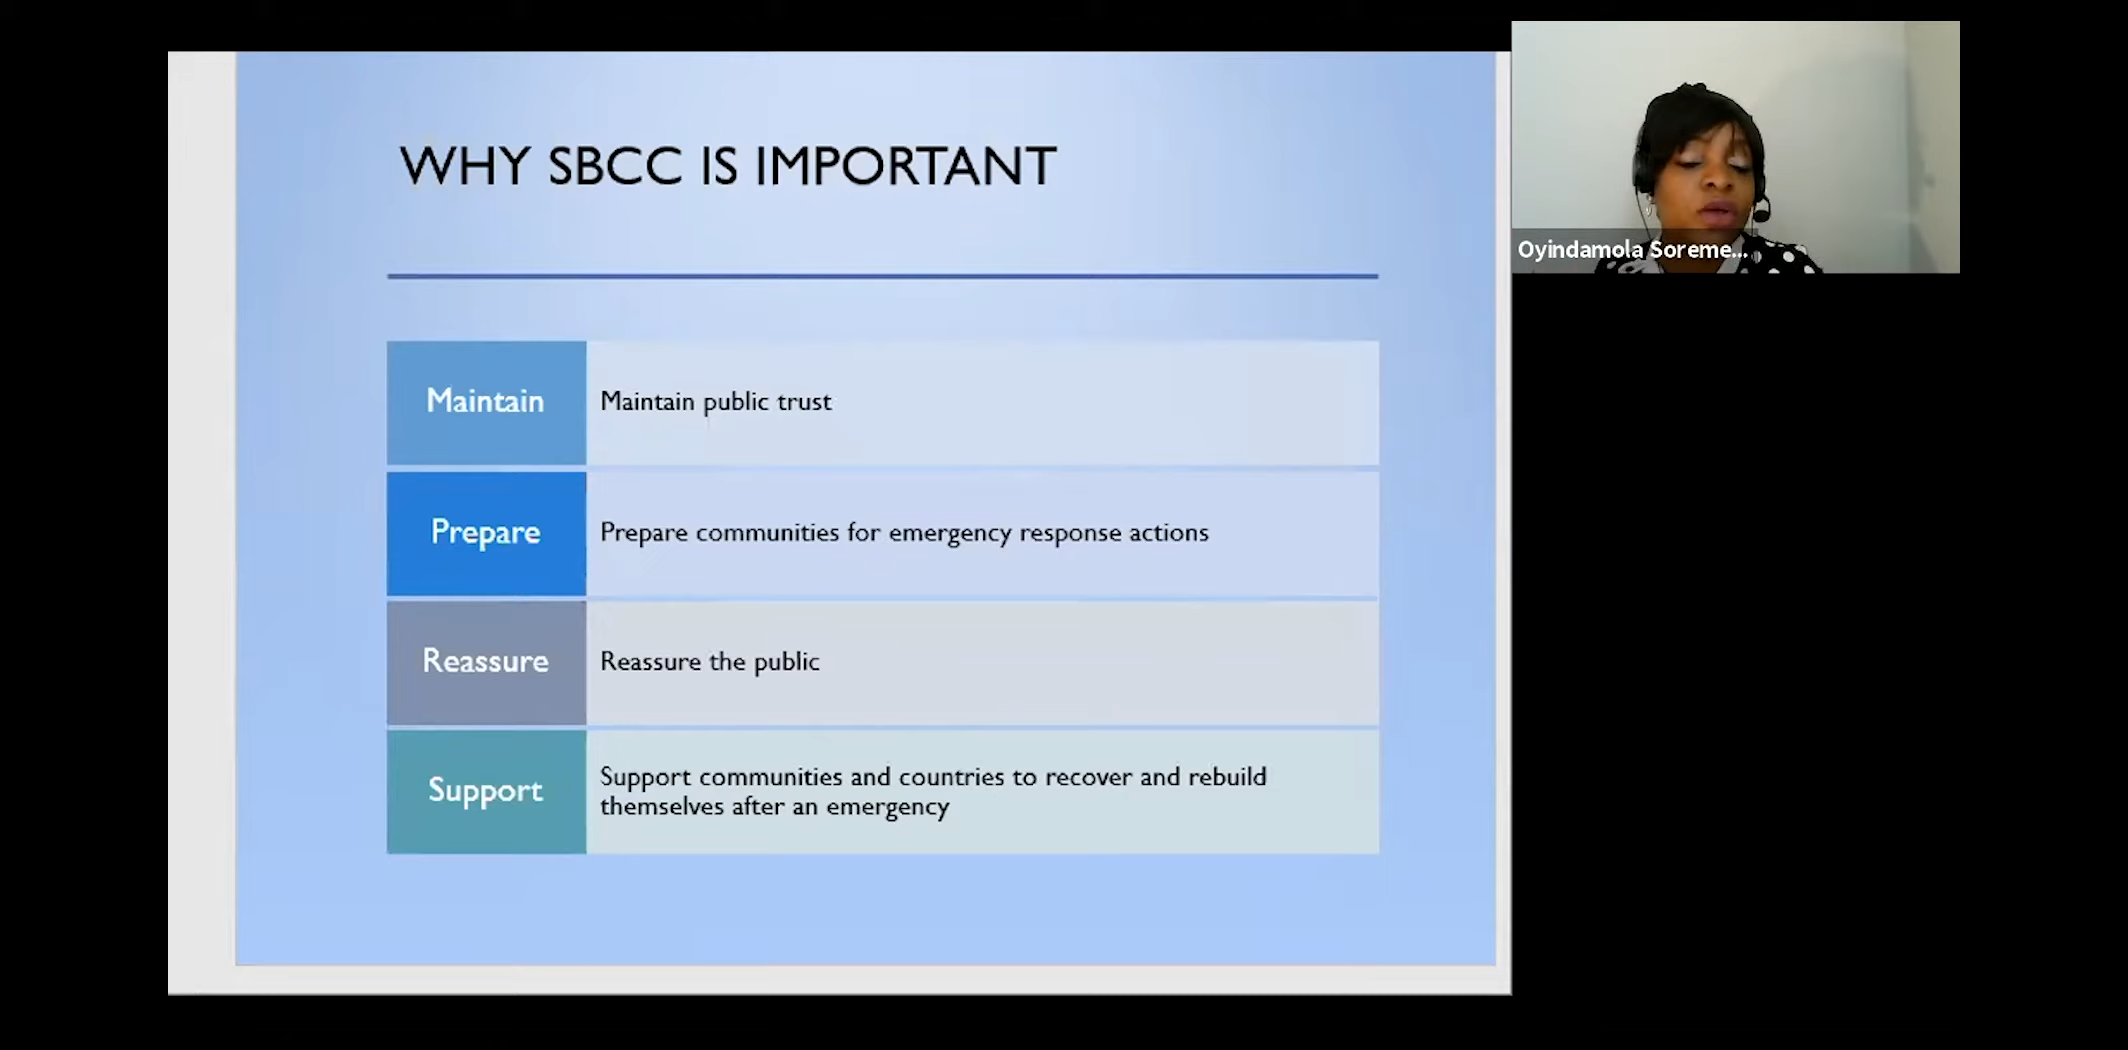 WHY SBCC IS IMPORTANT
Maintain
Maintain public trust
Prepare
Prepare communities for emergency response actions
Reassure
Reassure the public
Support
Support communities and countries to recover and rebuild
themselves after an emergency
Oyindamola Soreme...